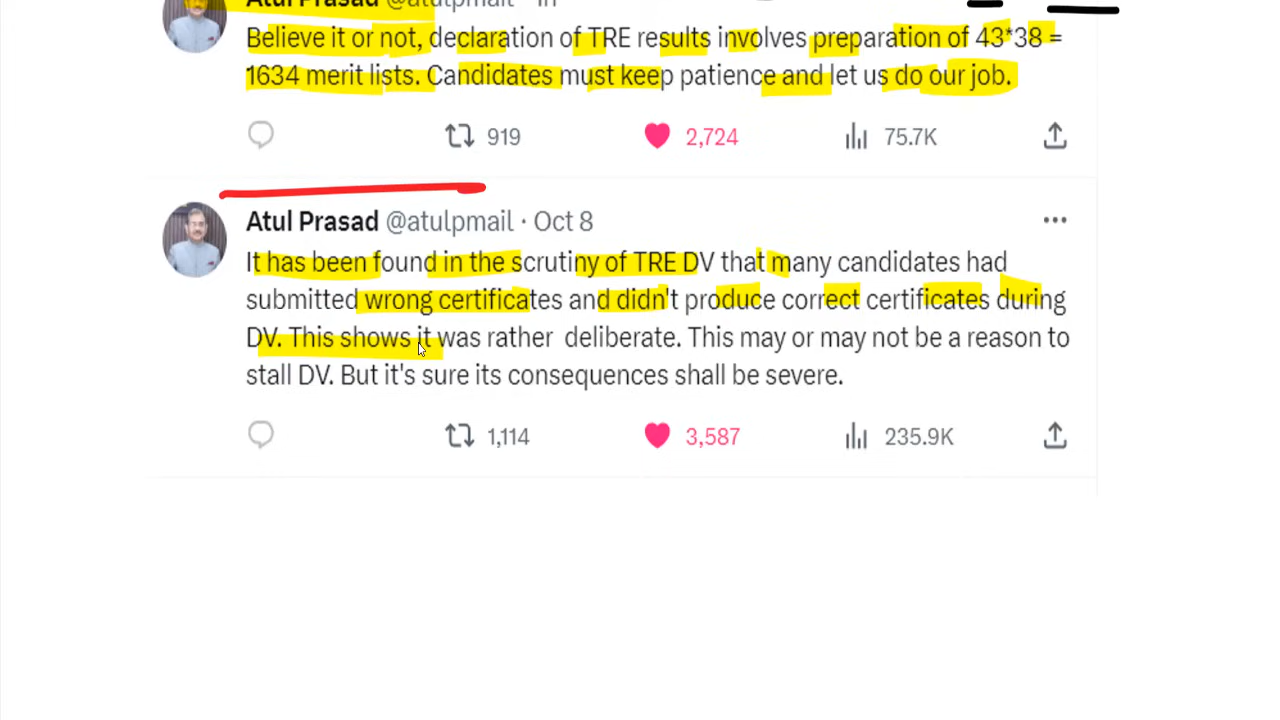 Atul Prasad @atulpmail · 1h
Believe it or not, declaration of TRE results involves preparation of 43*38 =
1634 merit lists. Candidates must keep patience and let us do our job.
919 2,724 75.7K
Atul Prasad @atulpmail · Oct 8
It has been found in the scrutiny of TRE DV that many candidates had
submitted wrong certificates and didn't produce correct certificates during
DV. This shows it was rather deliberate. This may or may not be a reason to
stall DV. But it's sure its consequences shall be severe.
1,114 3,587 235.9K